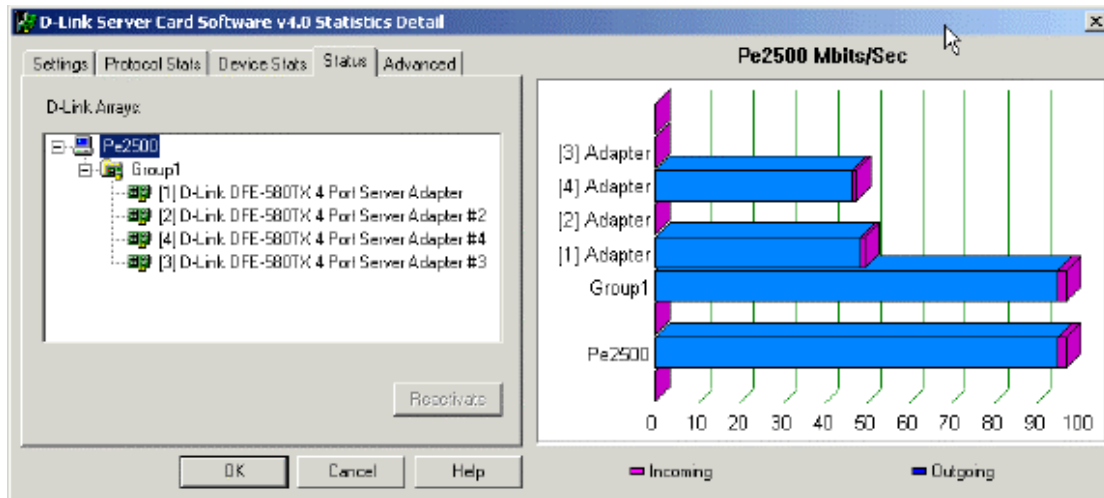 D-Link Server Card Software v4.0 Statistics Detail
Settings Protocol Stats Device Stats Status Advanced
D-Link Arrays:
Pe2500
Group1
[1] D-Link DFE-580TX 4 Port Server Adapter
[2] D-Link DFE-580TX 4 Port Server Adapter #2
[4] D-Link DFE-580TX 4 Port Server Adapter #4
[3] D-Link DFE-580TX 4 Port Server Adapter #3
Reactivate
OK Cancel Help
Pe2500 Mbits/Sec
[3] Adapter
[4] Adapter
[2] Adapter
[1] Adapter
Group1
Pe2500
0 10 20 30 40 50 60 70 80 90 100
Incoming Outgoing